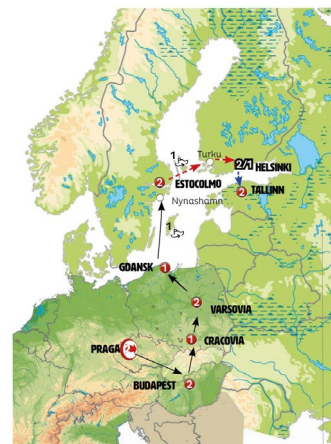 1
Turku
2/1 HELSINKI
2
ESTOCOLMO
2
TALLINN
Nynashamn
1
GDANSK
1
2
VARSOVIA
PRAGA
2
1
CRACOVIA
BUDAPEST
2